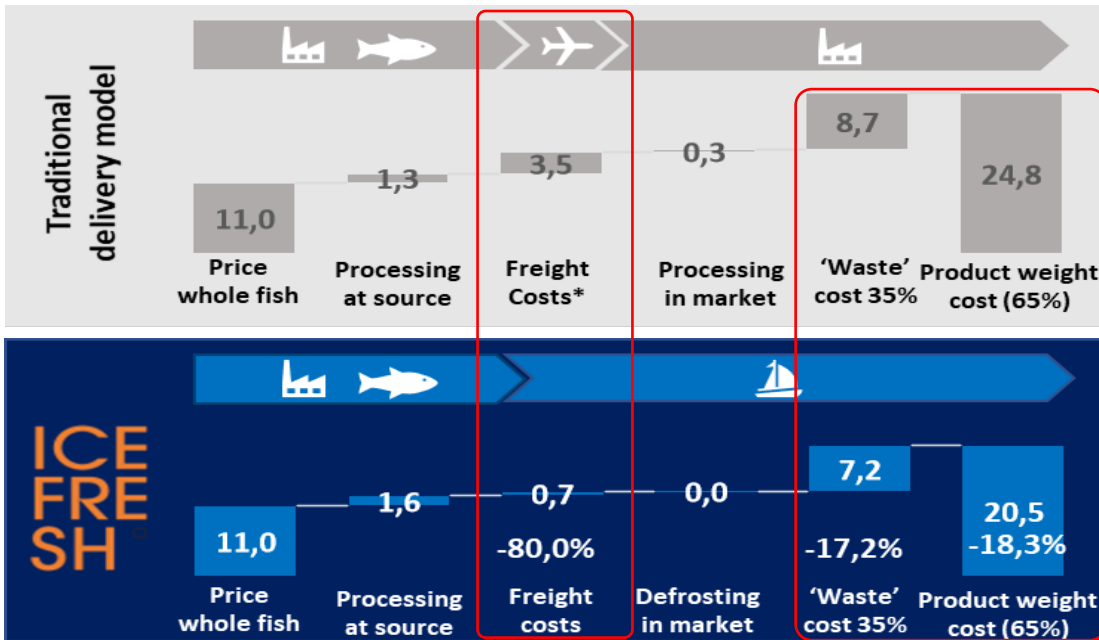 Traditional
delivery model
11,0
1,3
3,5
0,3
8,7
24,8
Price
whole fish
Processing
at source
Freight
Costs*
Processing
in market
‘Waste’
cost 35%
Product weight
cost (65%)
ICE
FRE
SH
11,0
1,6
0,7
0,0
7,2
20,5
-80,0%
-17,2%
-18,3%
Price
whole fish
Processing
at source
Freight
costs
Defrosting
in market
‘Waste’
cost 35%
Product weight
cost (65%)